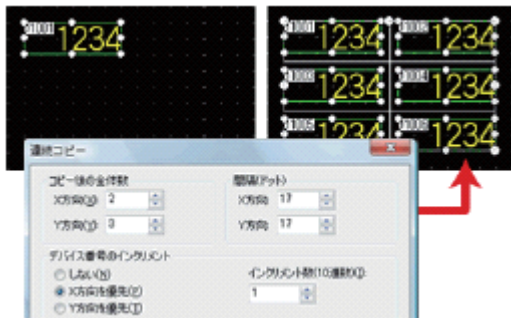 1234
1234 1234
1234 1234
1234 1234
連続コピー
コピー後の全体数
X方向(X): 2
Y方向(Y): 3
間隔(ドット)
X方向: 17
Y方向: 17
デバイス番号のインクリメント
しない(N)
X方向を優先(P)
Y方向を優先(T)
インクリメント数(10進数)(I):
1